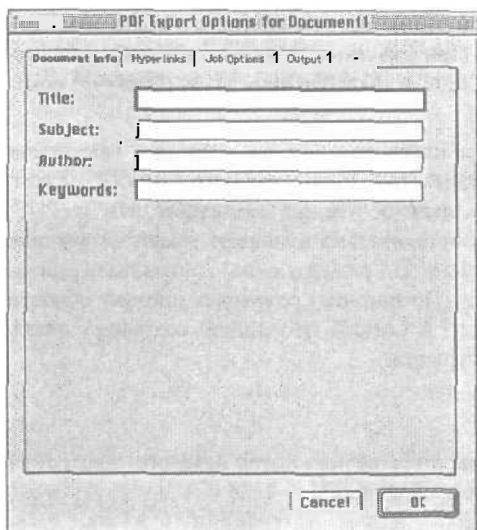 PDF Export Options for Document1
Document Info Hyperlinks Job Options Output
Title:
Subject:
Author:
Keywords:
Cancel OK